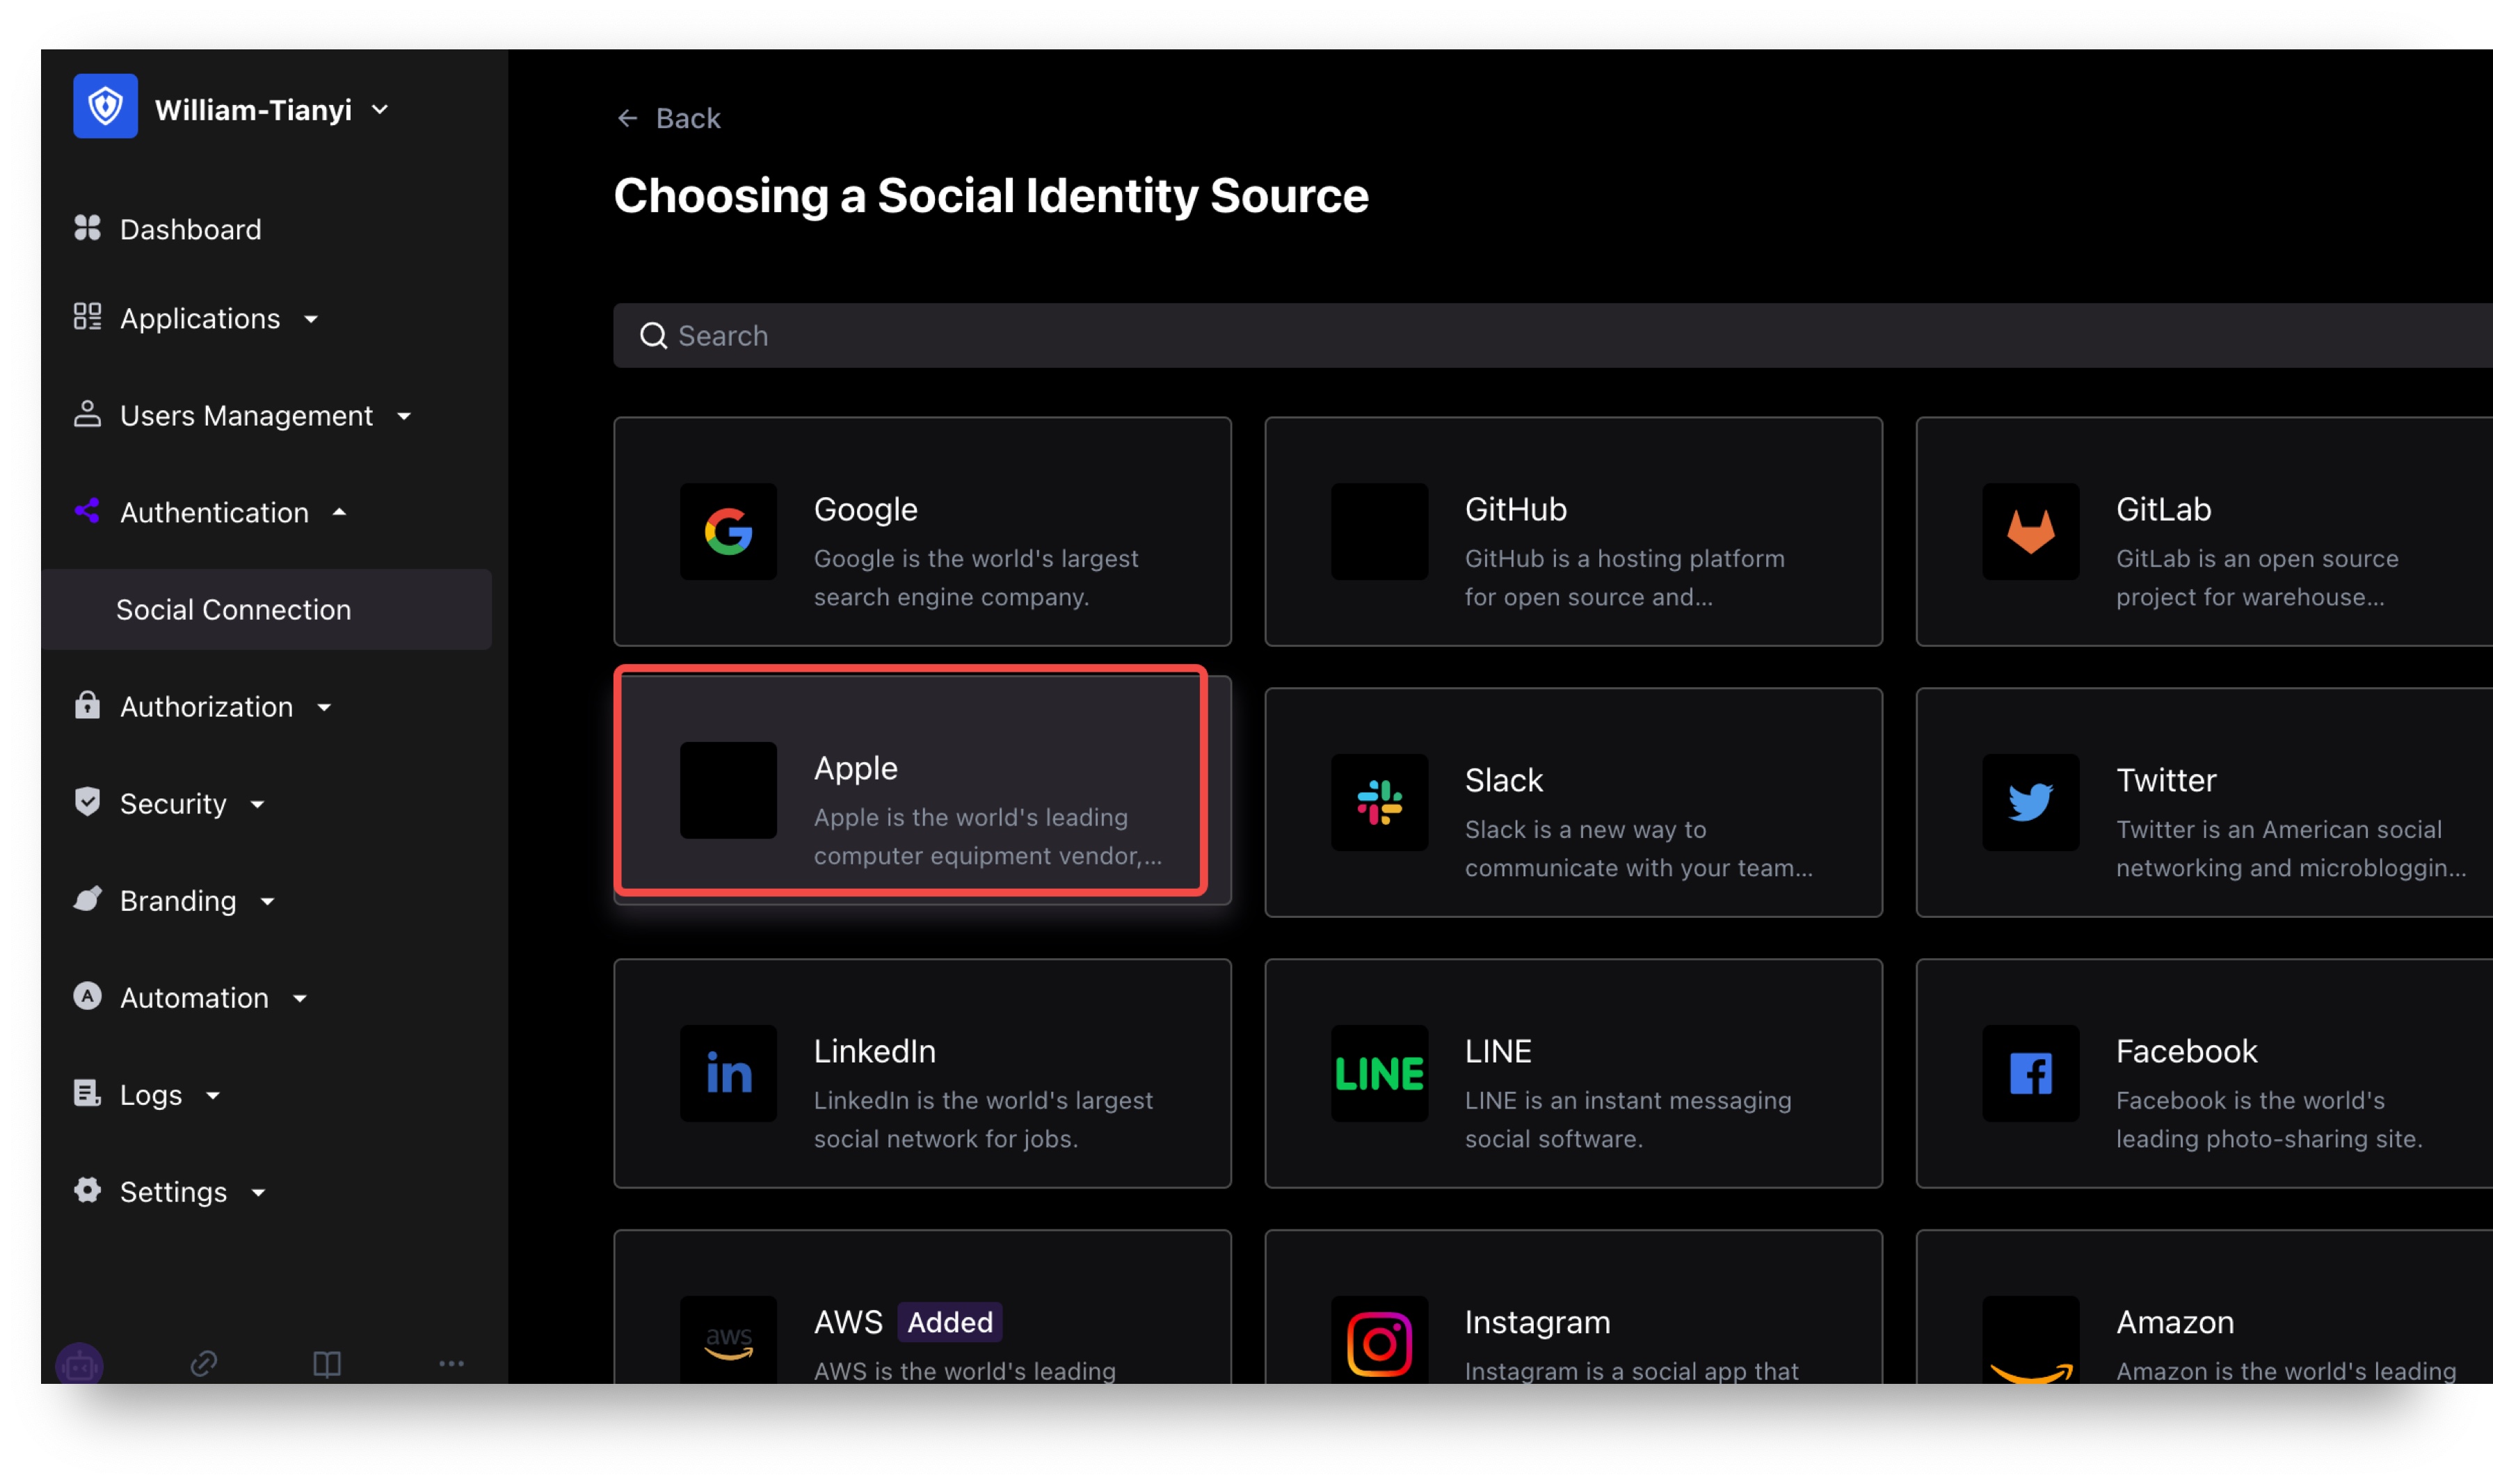 William-Tianyi
Dashboard
Applications
Users Management
Authentication
Social Connection
Authorization
Security
Branding
Automation
Logs
Settings
Back
Choosing a Social Identity Source
Search
Google
Google is the world's largest
search engine company.
GitHub
GitHub is a hosting platform
for open source and...
GitLab
GitLab is an open source
project for warehouse...
Apple
Apple is the world's leading
computer equipment vendor,...
Slack
Slack is a new way to
communicate with your team...
Twitter
Twitter is an American social
networking and microbloggin...
in
LinkedIn
LinkedIn is the world's largest
social network for jobs.
LINE
LINE
LINE is an instant messaging
social software.
Facebook
Facebook is the world's
leading photo-sharing site.
aws
AWS Added
AWS is the world's leading
Instagram
Instagram is a social app that
Amazon
Amazon is the world's leading